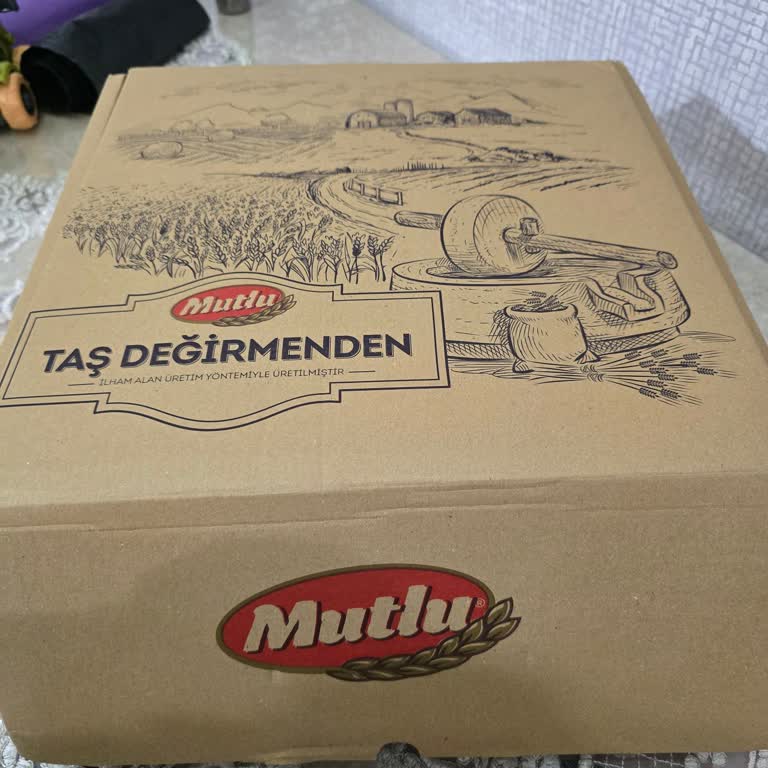 Mutlu
TAŞ DEĞİRMENDEN
İLHAM ALAN ÜRETİM YÖNTEMİYLE ÜRETİLMİŞTİR
Mutlu®